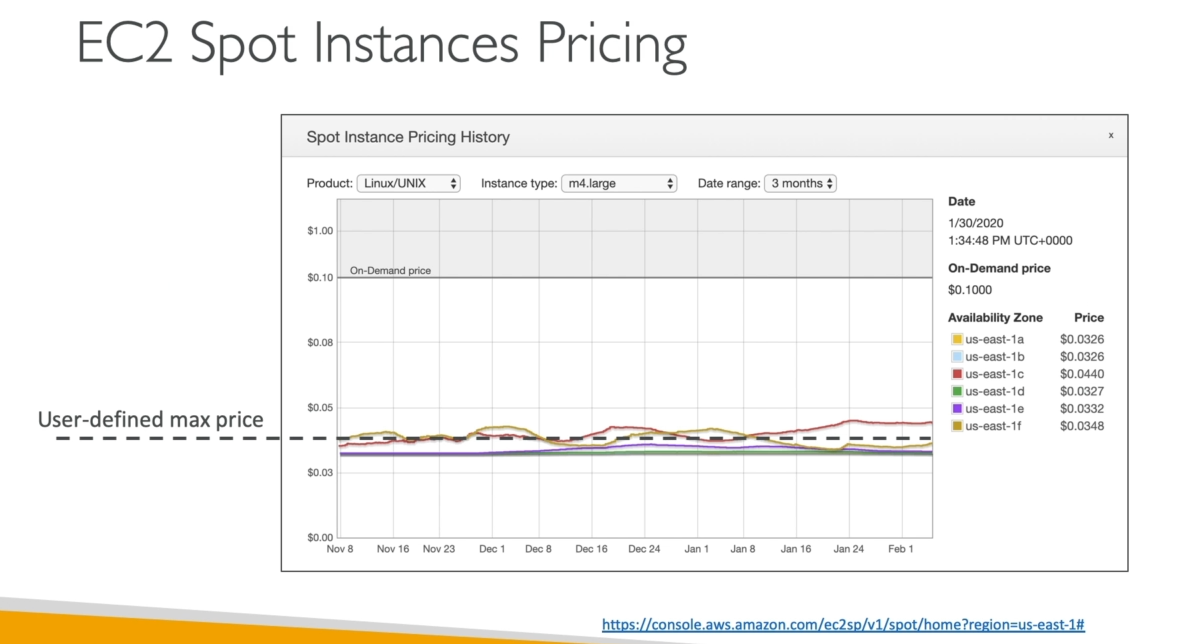 EC2 Spot Instances Pricing
Spot Instance Pricing History
x
Product: Linux/UNIX Instance type: m4.large Date range: 3 months
$1.00
On-Demand price
$0.10
$0.08
$0.05
$0.03
$0.00
Nov 8 Nov 16 Nov 23 Dec 1 Dec 8 Dec 16 Dec 24 Jan 1 Jan 8 Jan 16 Jan 24 Feb 1
Date
1/30/2020
1:34:48 PM UTC+0000
On-Demand price
$0.1000
Availability Zone Price
us-east-1a $0.0326
us-east-1b $0.0326
us-east-1c $0.0440
us-east-1d $0.0327
us-east-1e $0.0332
us-east-1f $0.0348
User-defined max price
https://console.aws.amazon.com/ec2sp/v1/spot/home?region=us-east-1#